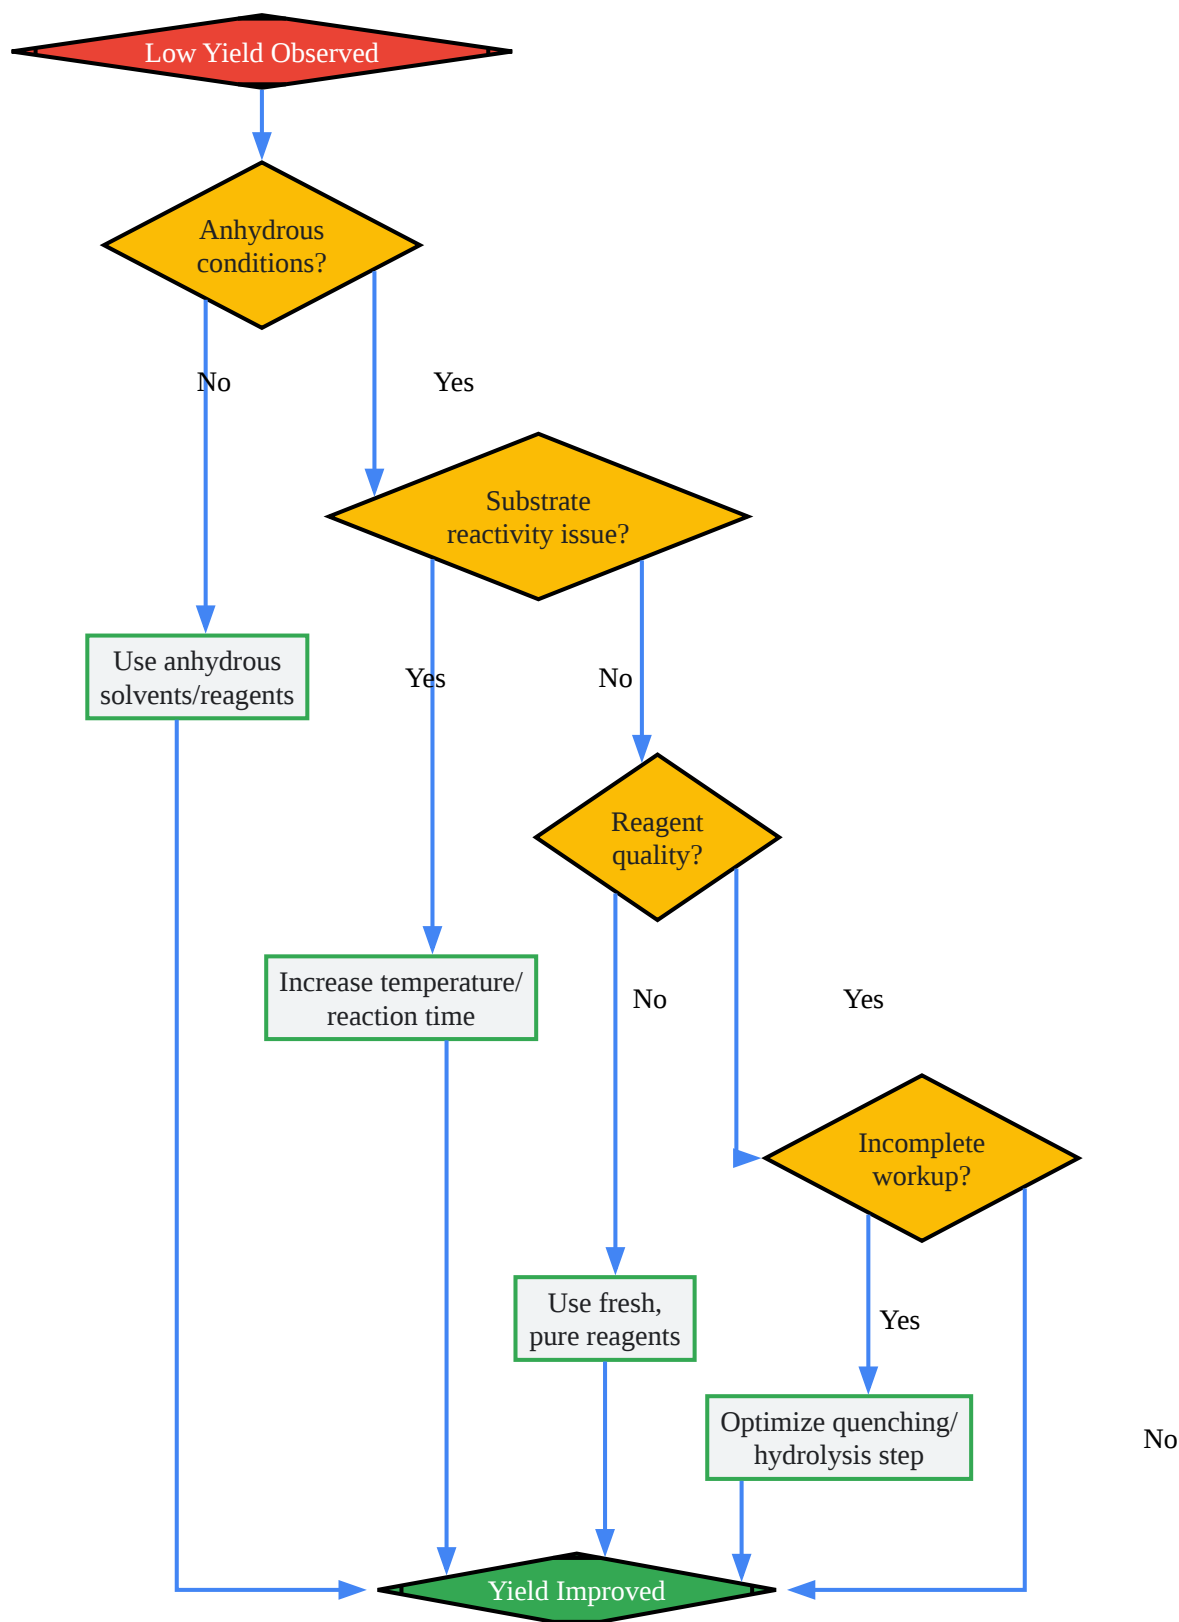 Low Yield Observed
Anhydrous
conditions?
No
Yes
Substrate
reactivity issue?
Use anhydrous
solvents/reagents
Yes
No
Reagent
quality?
Increase temperature/
reaction time
No
Yes
Incomplete
workup?
Use fresh,
pure reagents
Yes
Optimize quenching/
hydrolysis step
No
Yield Improved